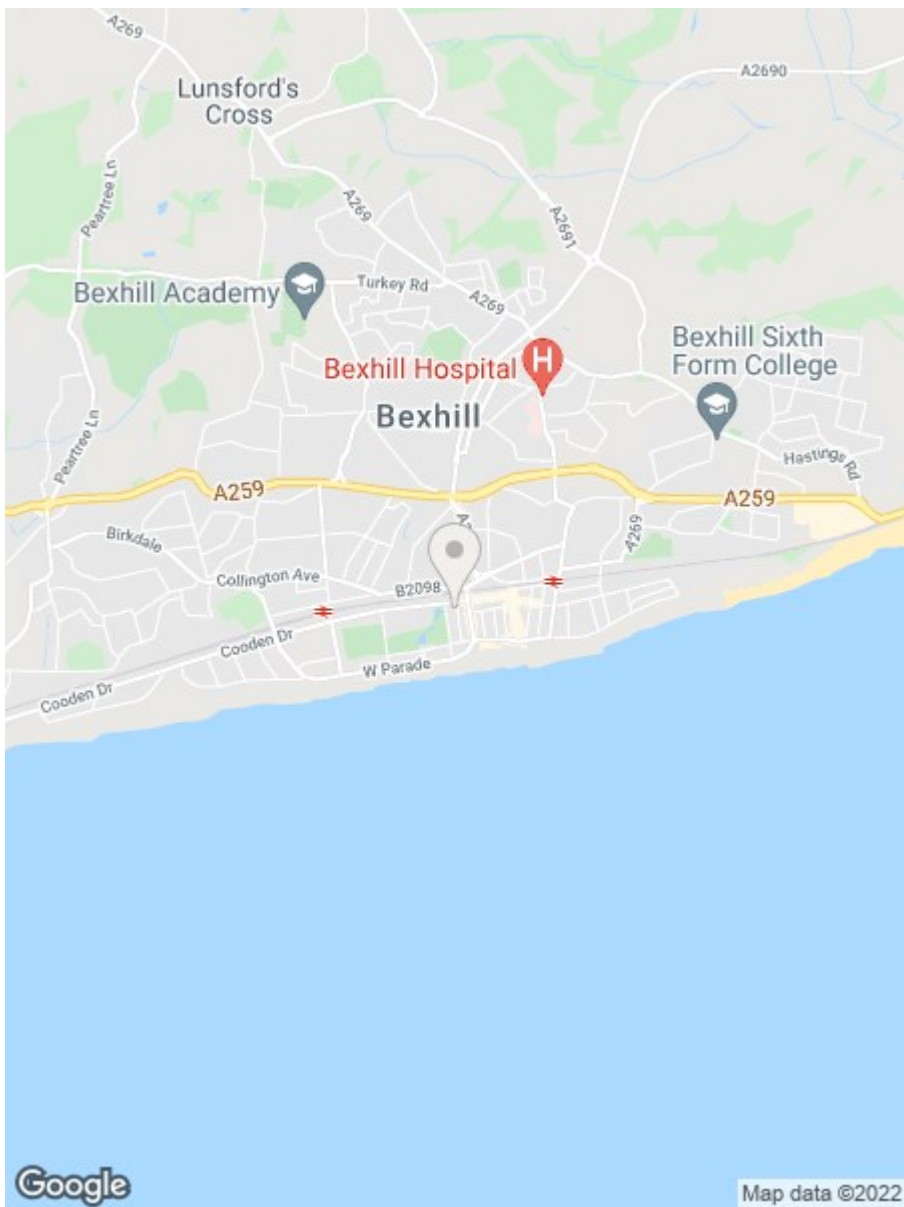 A269
Lunsford's
Cross
A2690
Peartree Ln
A269
A2691
Turkey Rd
Bexhill Academy
A269
Bexhill Hospital
H
Bexhill Sixth
Form College
Bexhill
Peartree Ln
Hastings Rd
A259
A259
Birkdale
A269
Collington Ave
B2098
Cooden Dr
W Parade
Cooden Dr
Google
Map data ©2022